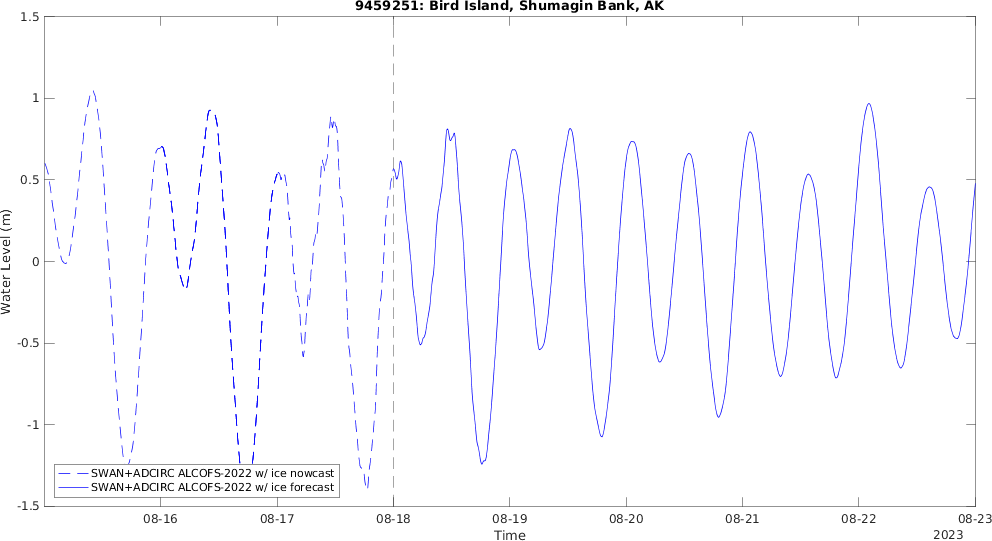 9459251: Bird Island, Shumagin Bank, AK
1.5
1
0.5
0
-0.5
-1
-1.5
Water Level (m)
SWAN+ADCIRC ALCOFS-2022 w/ ice nowcast
SWAN+ADCIRC ALCOFS-2022 w/ ice forecast
08-16 08-17 08-18 08-19 08-20 08-21 08-22 08-23
Time
2023